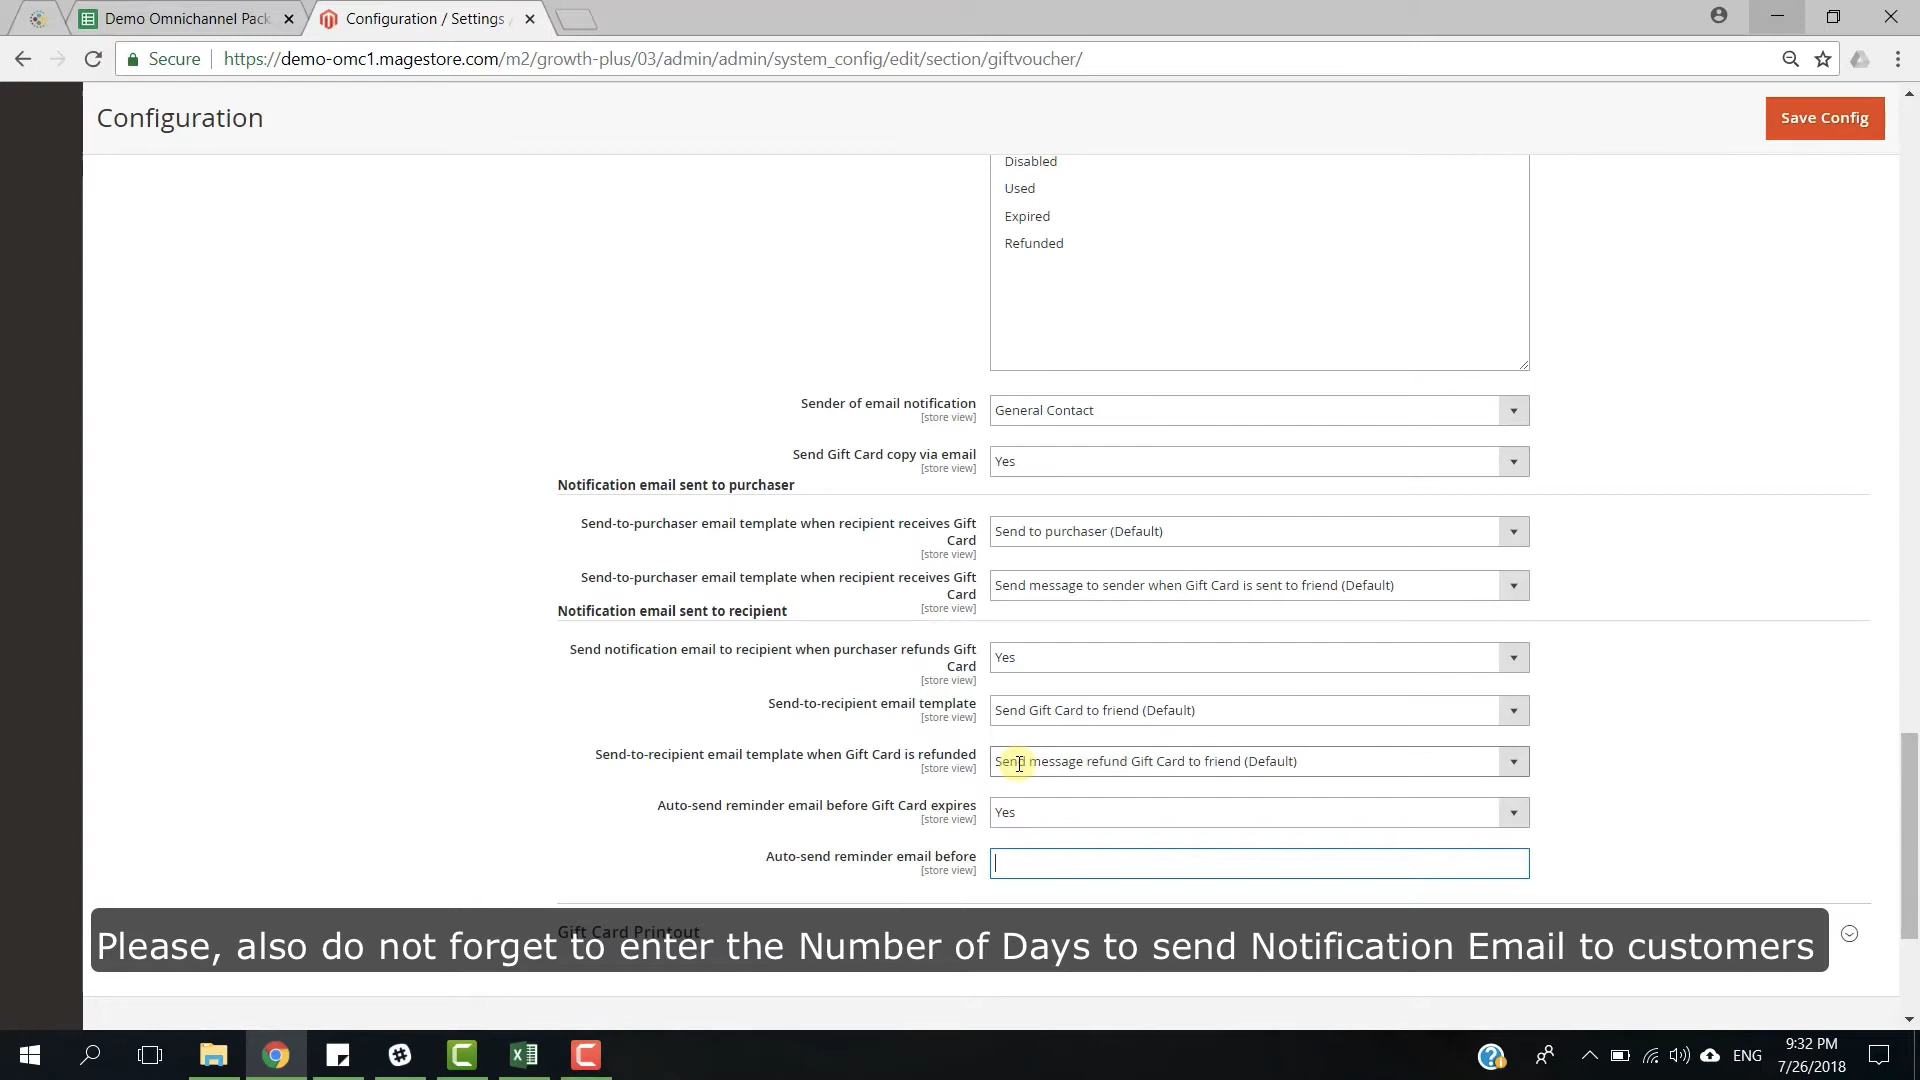 Demo Omnichannel Pack
Configuration / Settings
Secure
https://demo-omc1.magestore.com/m2/growth-plus/03/admin/admin/system_config/edit/section/giftvoucher/
Configuration
Save Config
Disabled
Used
Expired
Refunded
Sender of email notification
[store view]
General Contact
Send Gift Card copy via email
[store view]
Yes
Notification email sent to purchaser
Send-to-purchaser email template when recipient receives Gift
Card
[store view]
Send to purchaser (Default)
Send-to-purchaser email template when recipient receives Gift
Card
[store view]
Send message to sender when Gift Card is sent to friend (Default)
Notification email sent to recipient
Send notification email to recipient when purchaser refunds Gift
Card
[store view]
Yes
Send-to-recipient email template
[store view]
Send Gift Card to friend (Default)
Send-to-recipient email template when Gift Card is refunded
[store view]
Send message refund Gift Card to friend (Default)
Auto-send reminder email before Gift Card expires
[store view]
Yes
Auto-send reminder email before
[store view]
Gift Card Printout
Please, also do not forget to enter the Number of Days to send Notification Email to customers
ENG
9:32 PM
7/26/2018